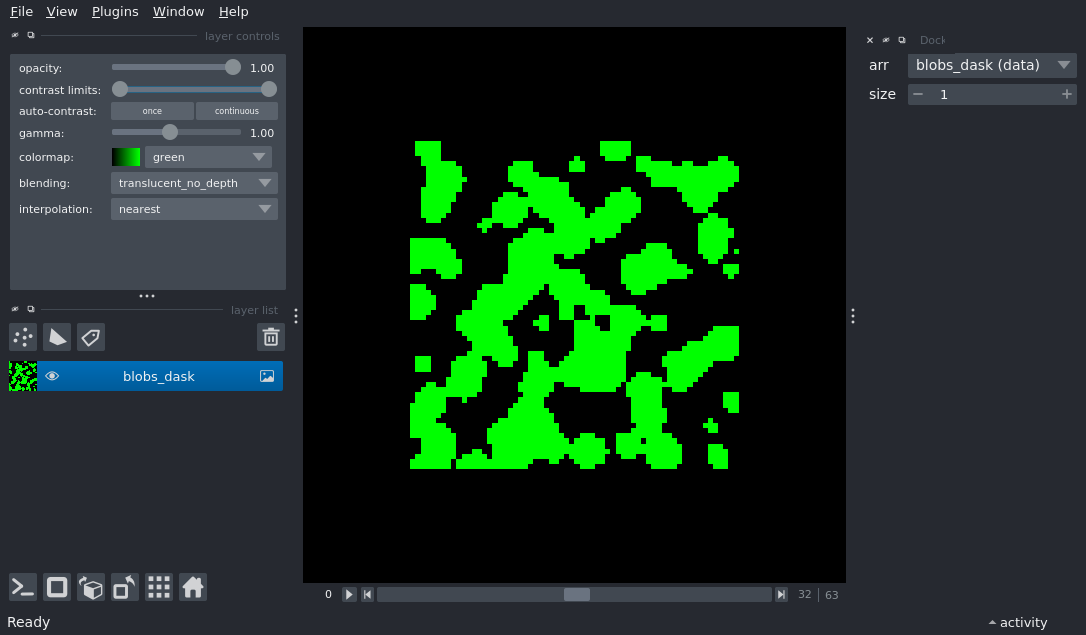 File View Plugins Window Help
layer controls
opacity: 1.00
contrast limits:
auto-contrast: once continuous
gamma: 1.00
colormap: green
blending: translucent_no_depth
interpolation: nearest
layer list
blobs_dask
Dock
arr blobs_dask (data)
size 1
0 32 63
Ready
activity